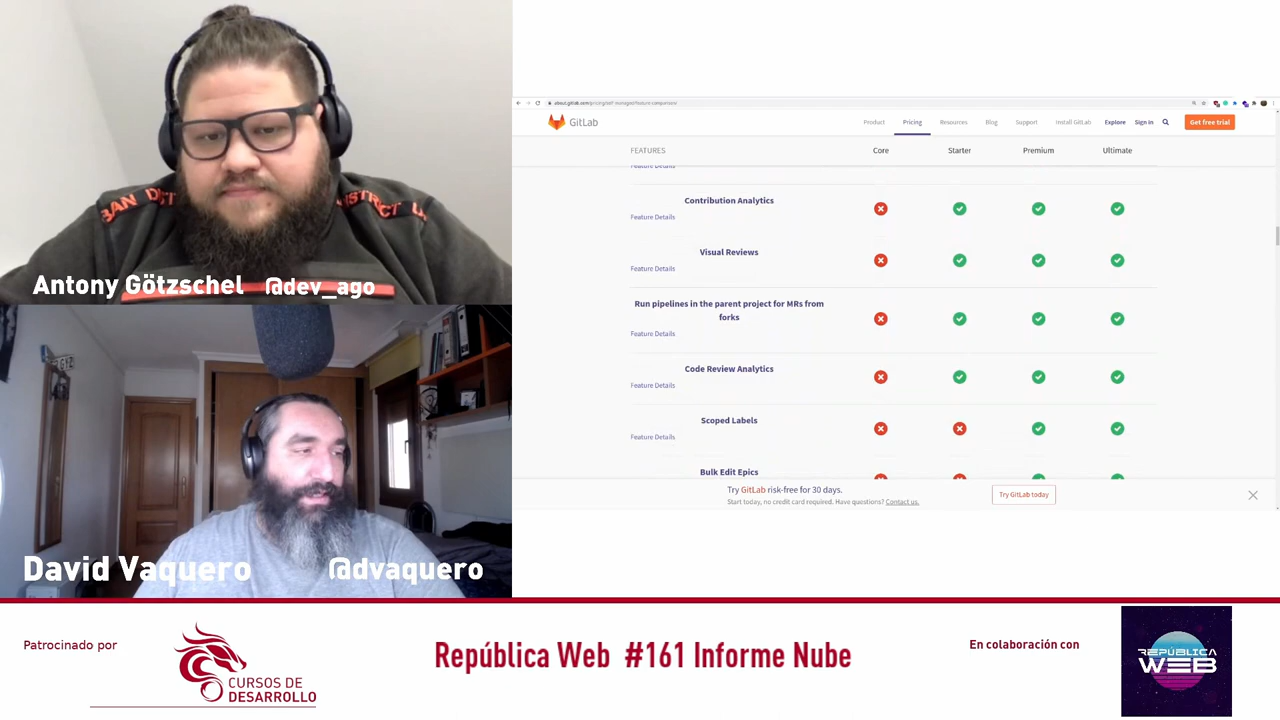 Antony Götzschel @dev_ago
David Vaquero @dvaquero
GitLab
Product Pricing Resources Blog Support Install GitLab Explore Sign In Get free trial
FEATURES Core Starter Premium Ultimate
Feature Details
Contribution Analytics
Feature Details
Visual Reviews
Feature Details
Run pipelines in the parent project for MRs from
forks
Feature Details
Code Review Analytics
Feature Details
Scoped Labels
Feature Details
Bulk Edit Epics
Try GitLab risk-free for 30 days.
Start today, no credit card required. Have questions? Contact us.
Try GitLab today
Patrocinado por
CURSOS DE
DESARROLLO
República Web #161 Informe Nube
En colaboración con
REPÚBLICA
WEB